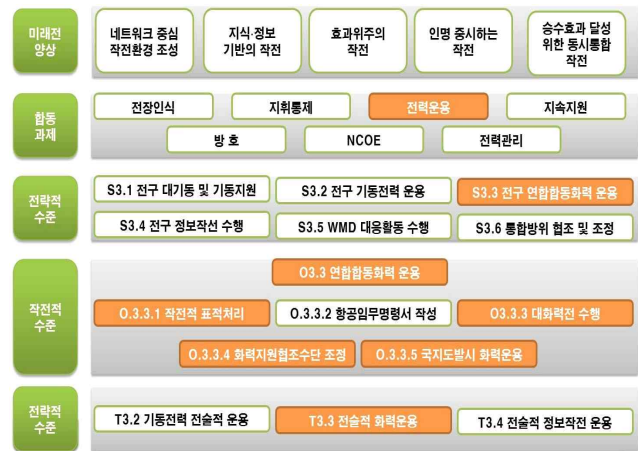 미래전
양상
네트워크 중심
작전환경 조성
지식·정보
기반의 작전
효과위주의
작전
인명 중시하는
작전
승수효과 달성
위한 동시통합
작전
합동
과제
전장인식
지휘통제
전력운용
지속지원
방 호
NCOE
전력관리
전략적
수준
S3.1 전구 대기동 및 기동지원
S3.2 전구 기동전력 운용
S3.3 전구 연합합동화력 운용
S3.4 전구 정보작선 수행
S3.5 WMD 대응활동 수행
S3.6 통합방위 협조 및 조정
작전적
수준
O3.3 연합합동화력 운용
O.3.3.1 작전적 표적처리
O.3.3.2 항공임무명령서 작성
O3.3.3 대화력전 수행
O.3.3.4 화력지원협조수단 조정
O.3.3.5 국지도발시 화력운용
전략적
수준
T3.2 기동전력 전술적 운용
T3.3 전술적 화력운용
T3.4 전술적 정보작전 운용